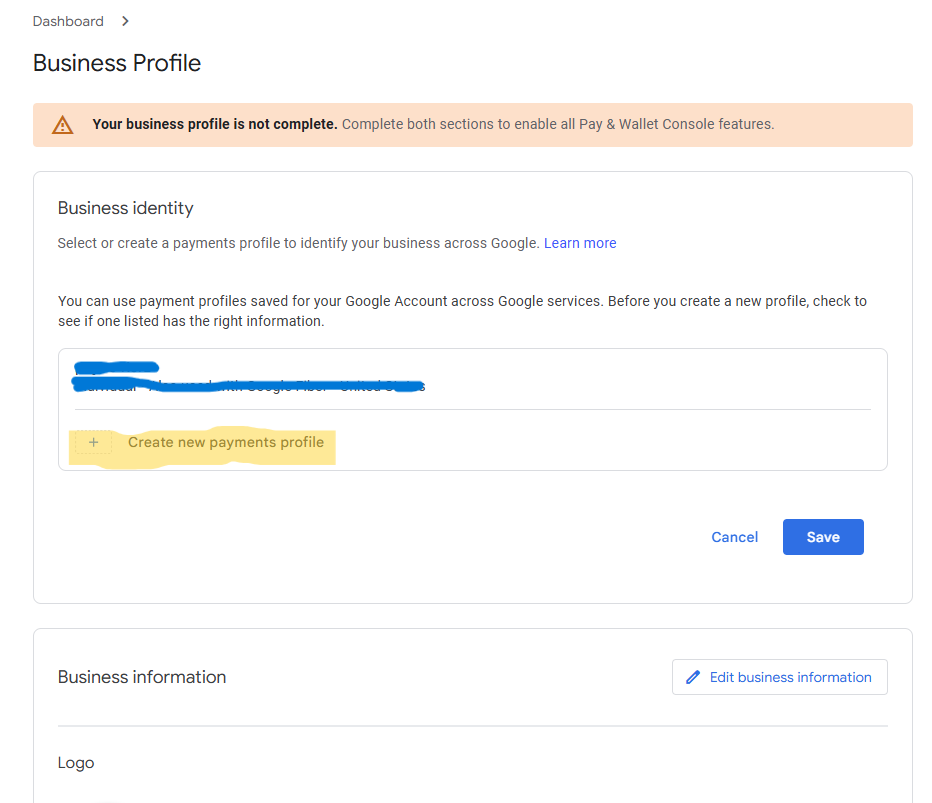 Dashboard
Business Profile
Your business profile is not complete. Complete both sections to enable all Pay & Wallet Console features.
Business identity
Select or create a payments profile to identify your business across Google. Learn more
You can use payment profiles saved for your Google Account across Google services. Before you create a new profile, check to
see if one listed has the right information.
+ Create new payments profile
Cancel
Save
Business information
Edit business information
Logo